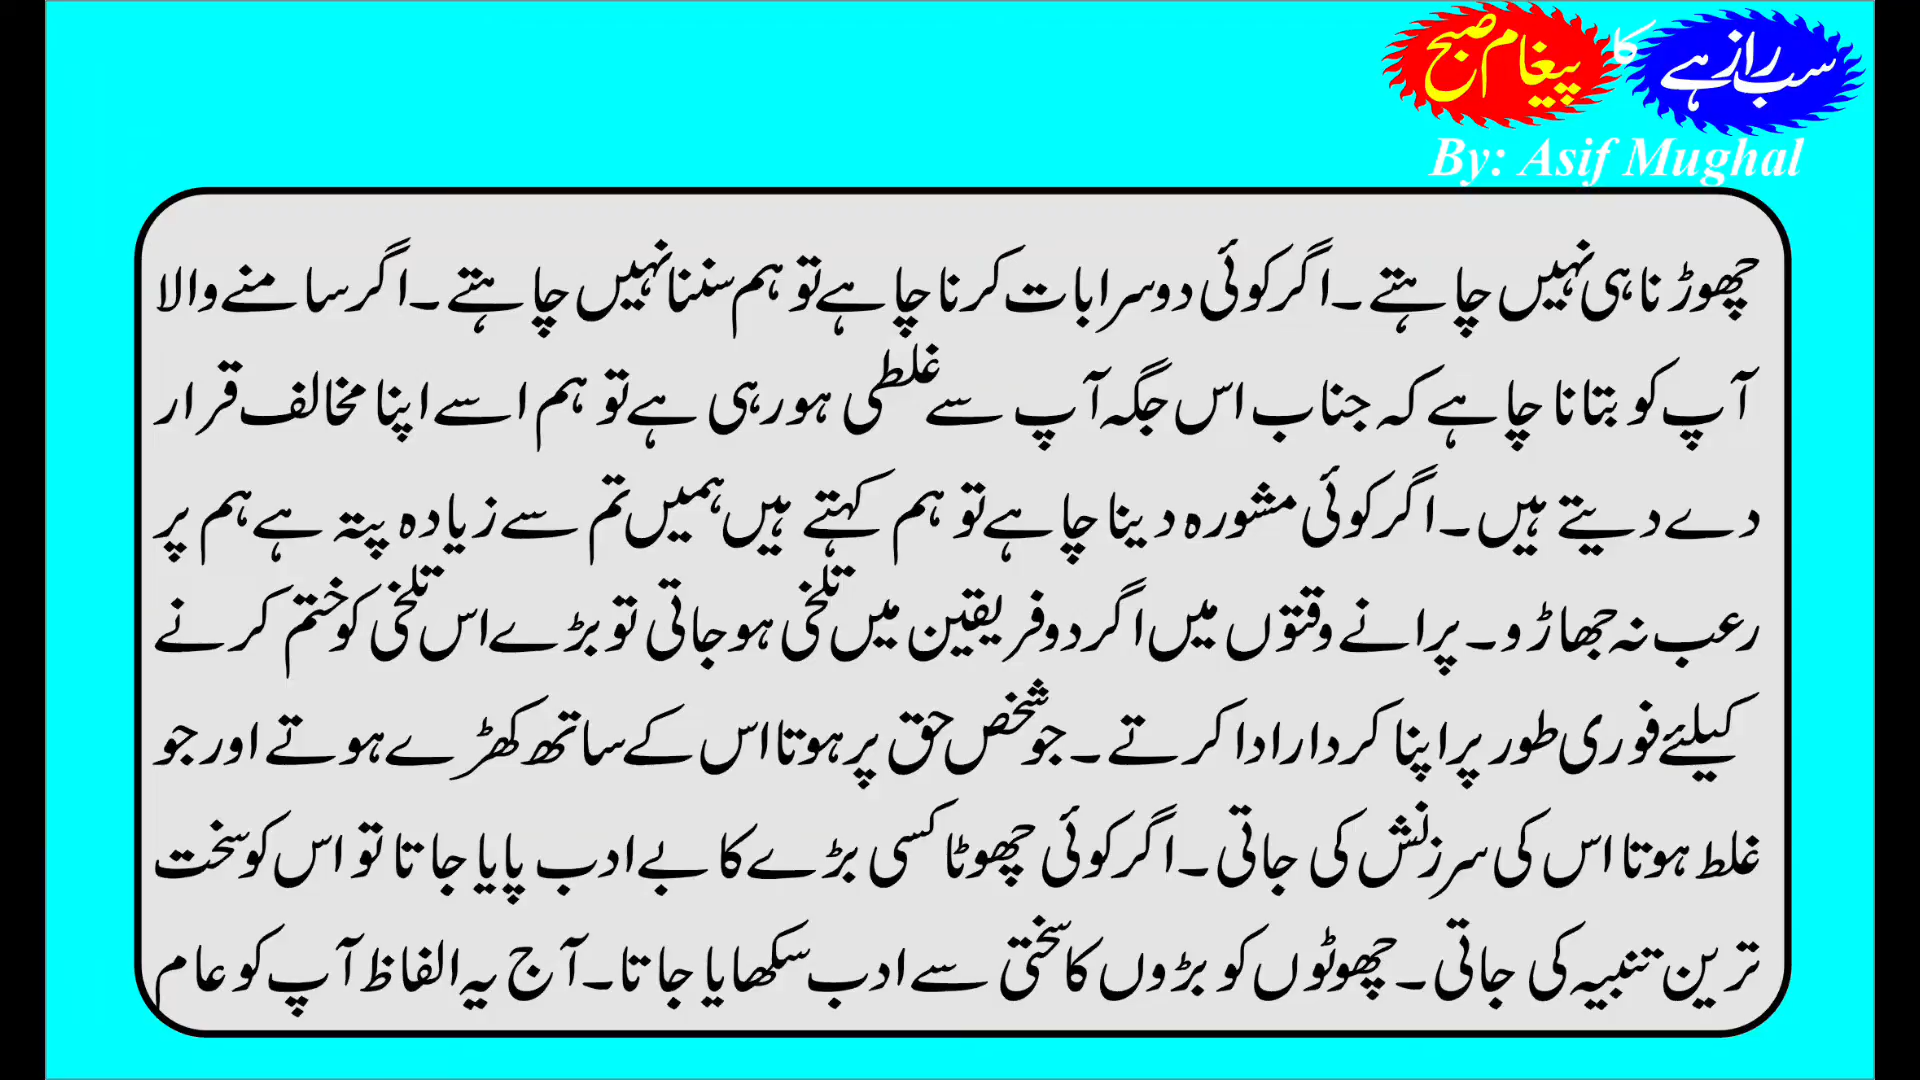 سب راز ہے کا پیغام صبح
By: Asif Mughal
چھوڑنا ہی نہیں چاہتے ۔ اگر کوئی دوسرا بات کرنا چاہے تو ہم سننا نہیں چاہتے ۔ اگر سامنے والا
آپ کو بتانا چاہے کہ جناب اس جگہ آپ سے غلطی ہورہی ہے تو ہم اسے اپنا مخالف قرار
دے دیتے ہیں۔ اگر کوئی مشورہ دینا چاہے تو ہم کہتے ہیں ہمیں تم سے زیادہ پتہ ہے ہم پر
رعب نہ جھاڑو۔ پرانے وقتوں میں اگر دو فریقین میں تلخی ہوجاتی تو بڑے اس تلخی کو ختم کرنے
کیلئے فوری طور پر اپنا کردار ادا کرتے ۔ جو شخص حق پر ہوتا اس کے ساتھ کھڑے ہوتے اور جو
غلط ہوتا اس کی سرزنش کی جاتی ۔ اگر کوئی چھوٹا کسی بڑے کا بے ادب پایا جاتا تو اس کو سخت
ترین تنبیہ کی جاتی ۔ چھوٹوں کو بڑوں کا سختی سے ادب سکھایا جاتا ۔ آج یہ الفاظ آپ کو عام